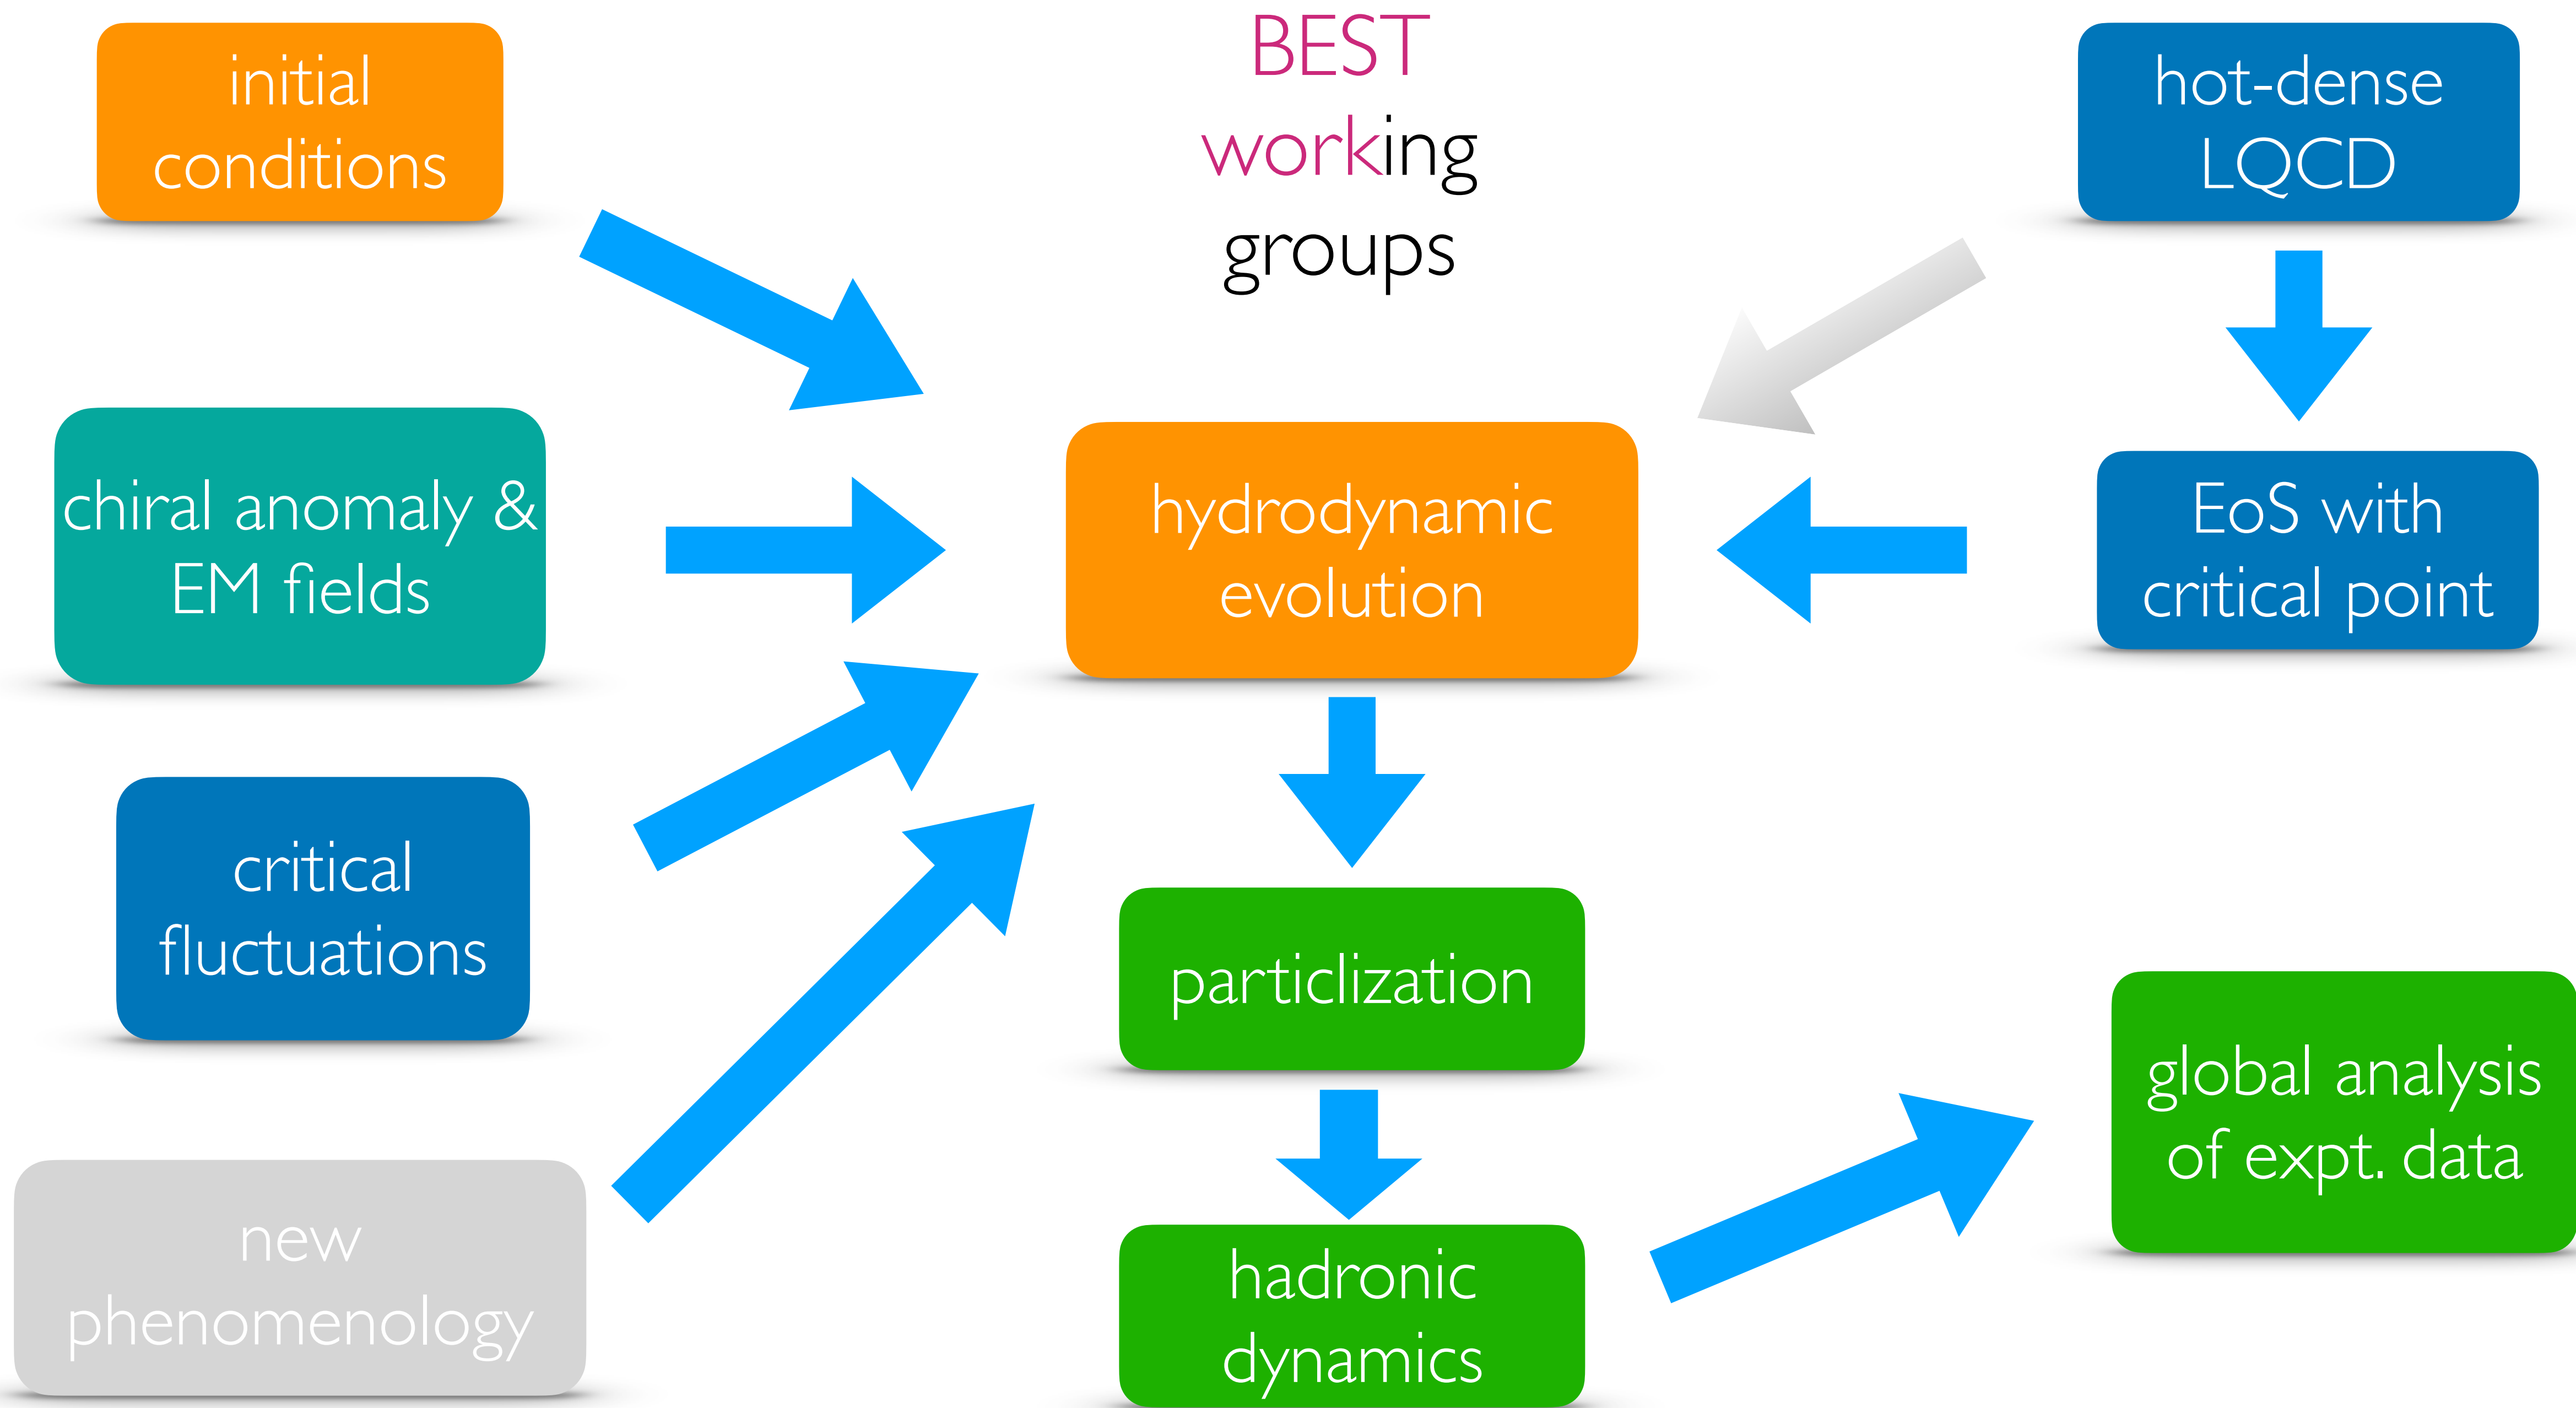 BEST
working
groups
initial
conditions
hot-dense
LQCD
chiral anomaly &
EM fields
hydrodynamic
evolution
EoS with
critical point
critical
fluctuations
particlization
global analysis
of expt. data
new
phenomenology
hadronic
dynamics